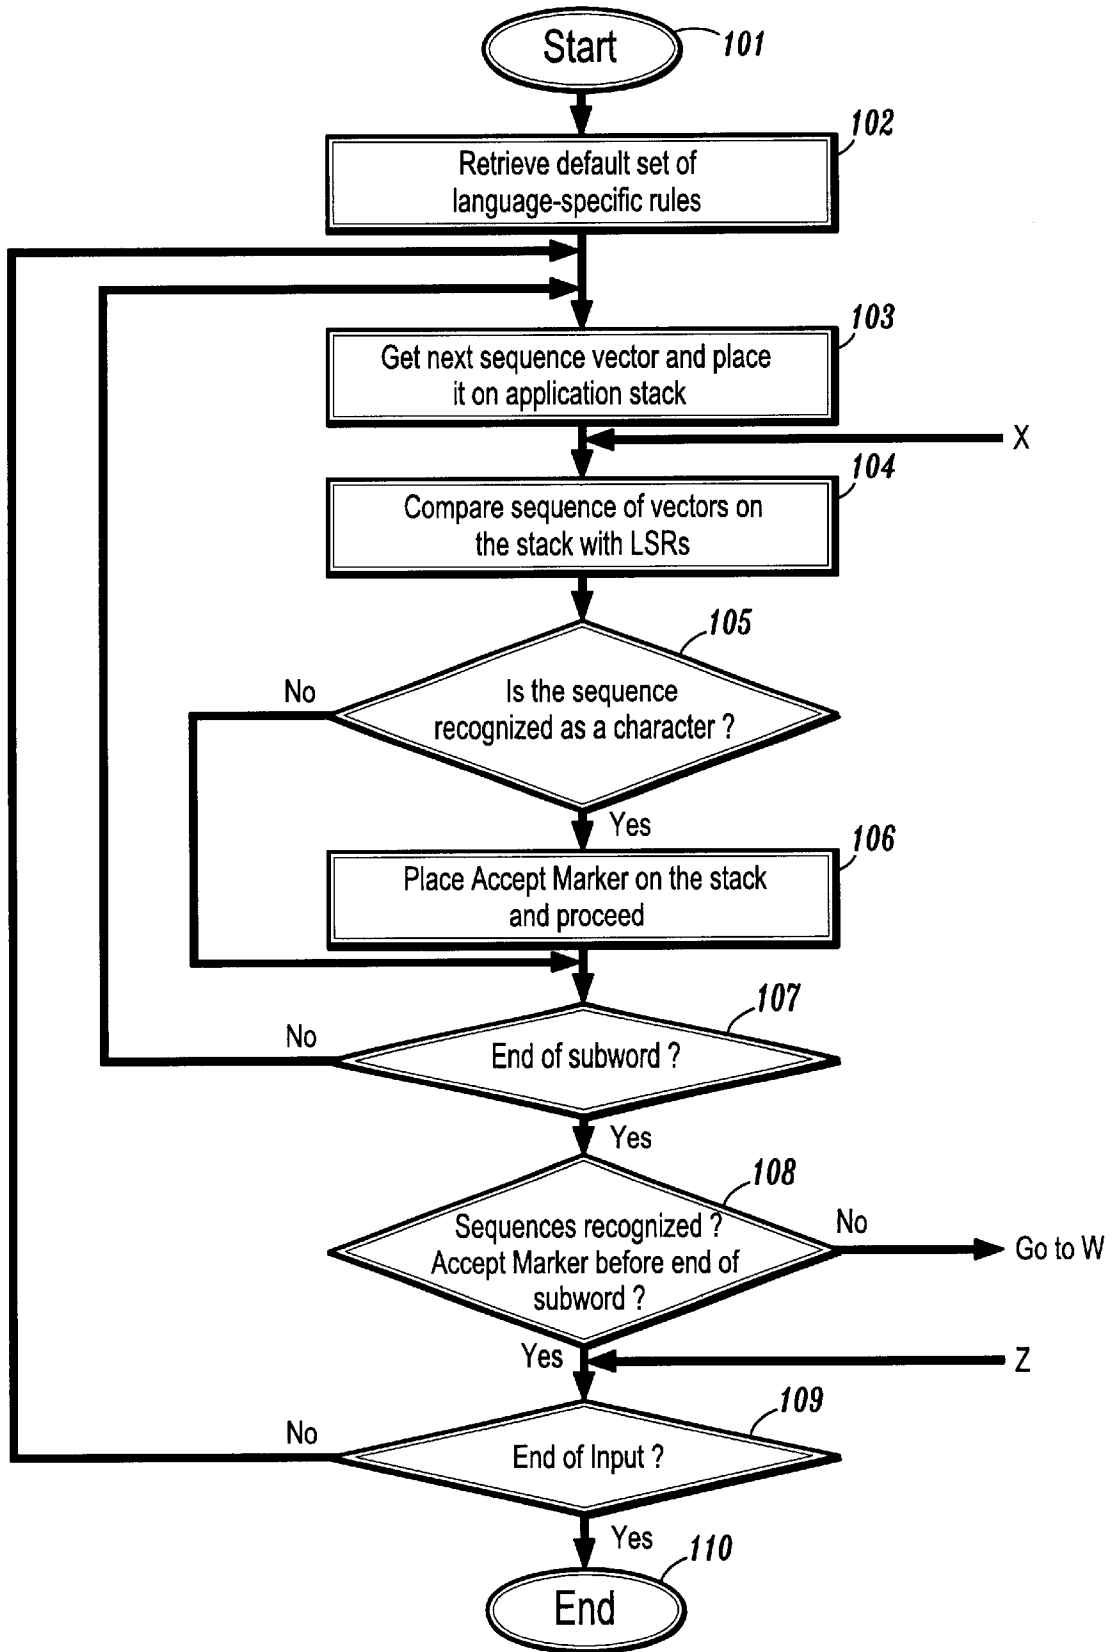 Start
101
102
Retrieve default set of
language-specific rules
103
Get next sequence vector and place
it on application stack
X
104
Compare sequence of vectors on
the stack with LSRs
105
No
Is the sequence
recognized as a character ?
Yes
106
Place Accept Marker on the stack
and proceed
107
No
End of subword ?
Yes
108
Sequences recognized ?
No
Accept Marker before end of
Go to W
subword ?
Yes
Z
109
No
End of Input ?
Yes
110
End